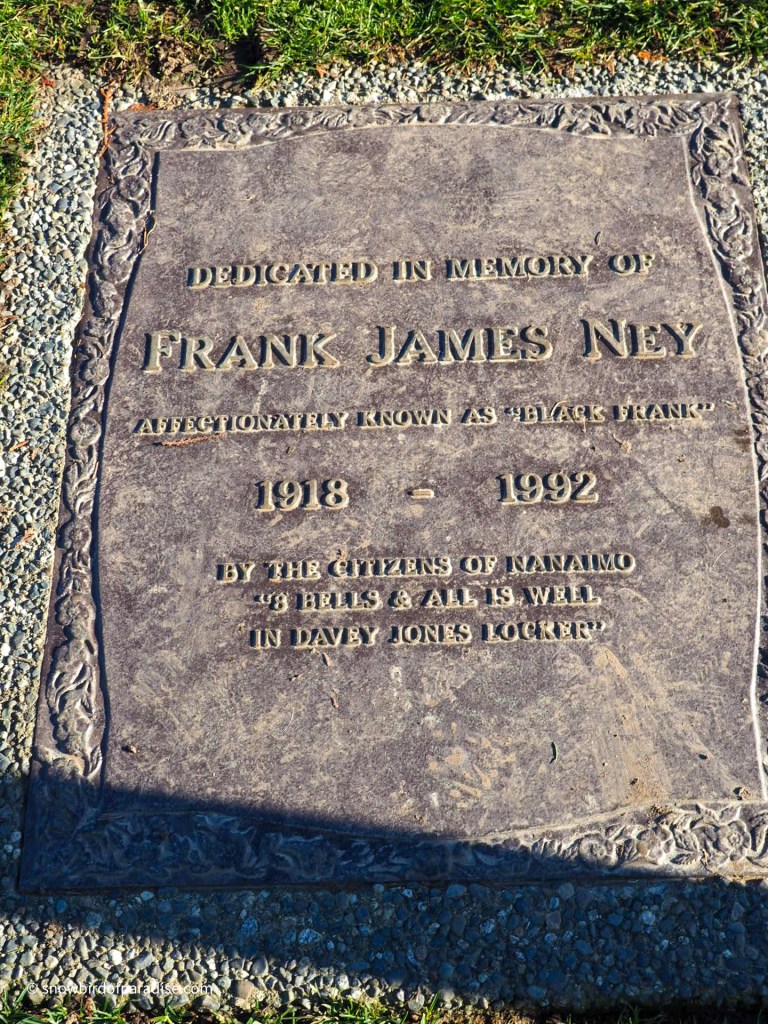 DEDICATED IN MEMORY OF
FRANK JAMES NEY
AFFECTIONATELY KNOWN AS "BLACK FRANK"
1918 - 1992
BY THE CITIZENS OF NANAIMO
"8 BELLS & ALL IS WELL
IN DAVEY JONES LOCKER"
© snowbirdofparadise.com